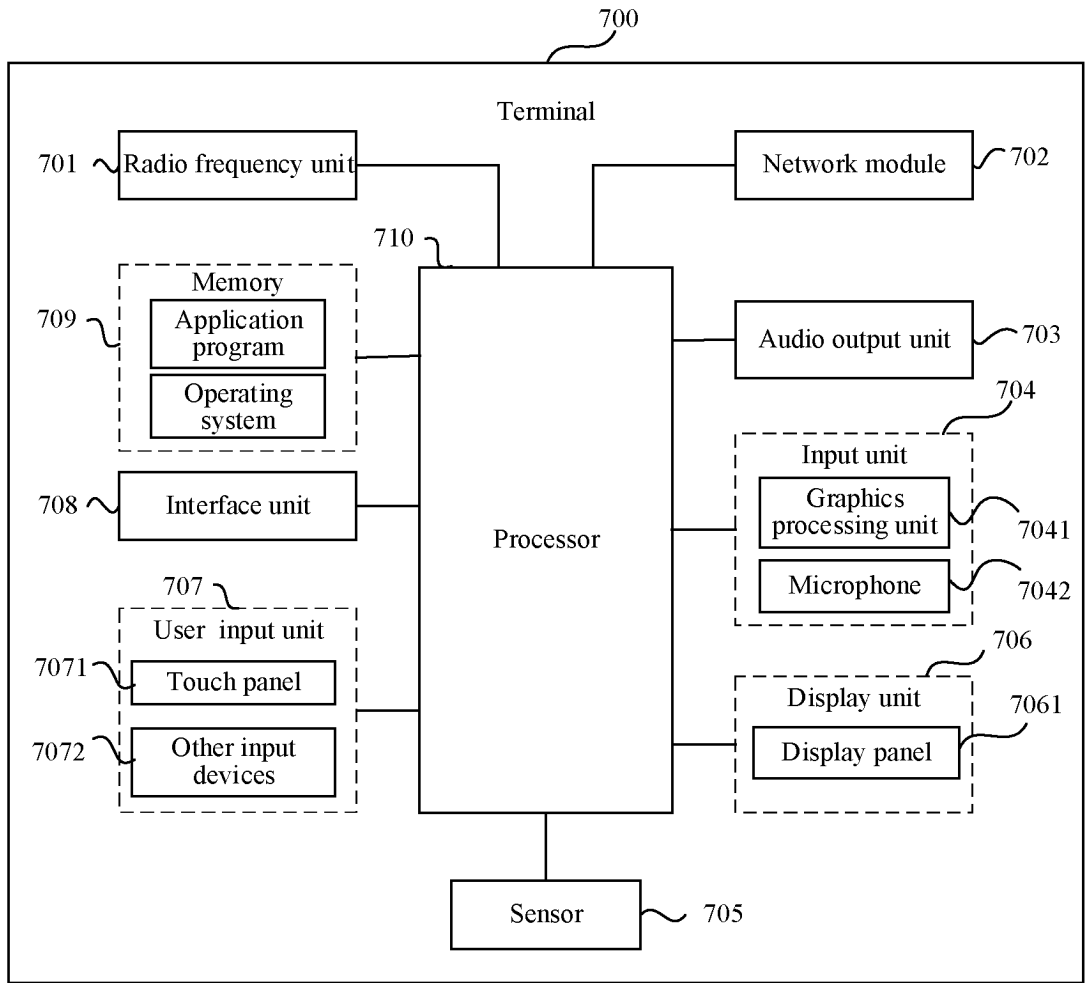 700
Terminal
701
Radio frequency unit
Network module
702
710
Memory
709
Application
program
Operating
system
Audio output unit
703
704
Input unit
Graphics
processing unit
7041
Microphone
7042
708
Interface unit
Processor
707
User input unit
7071
Touch panel
7072
Other input
devices
706
Display unit
7061
Display panel
Sensor
705